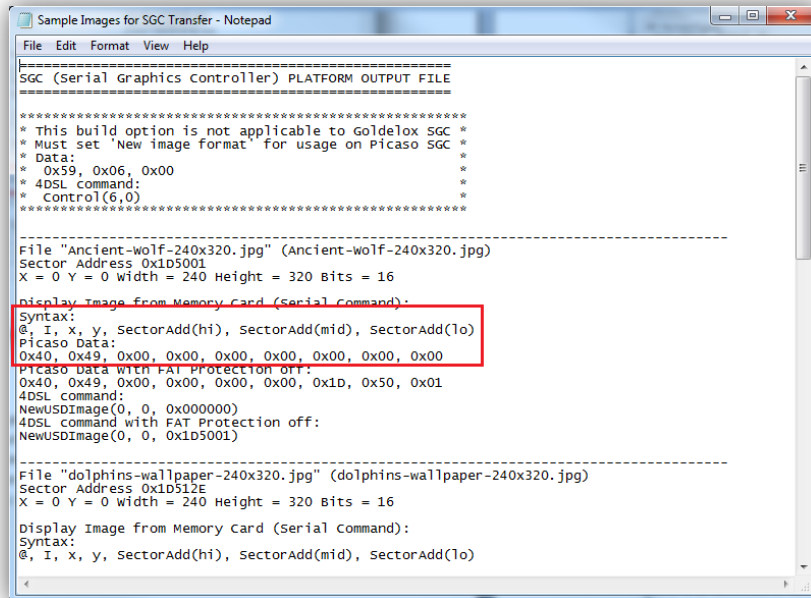 Sample Images for SGC Transfer - Notepad
File Edit Format View Help
==================================================
SGC (Serial Graphics Controller) PLATFORM OUTPUT FILE
==================================================
*******************************************************
* This build option is not applicable to Goldelox SGC *
* Must set 'New image format' for usage on Picaso SGC *
* Data: *
* 0x59, 0x06, 0x00 *
* 4DSL command: *
* Control(6,0) *
*******************************************************
---------------------------------------------------------------------------------------
File "Ancient-Wolf-240x320.jpg" (Ancient-Wolf-240x320.jpg)
Sector Address 0x1D5001
X = 0 Y = 0 Width = 240 Height = 320 Bits = 16
Display Image from Memory Card (Serial Command):
Syntax:
@, I, x, y, SectorAdd(hi), SectorAdd(mid), SectorAdd(lo)
Picaso Data:
0x40, 0x49, 0x00, 0x00, 0x00, 0x00, 0x00, 0x00, 0x00
Picaso Data with FAT Protection off:
0x40, 0x49, 0x00, 0x00, 0x00, 0x00, 0x1D, 0x50, 0x01
4DSL command:
NewUSDImage(0, 0, 0x000000)
4DSL command with FAT Protection off:
NewUSDImage(0, 0, 0x1D5001)
---------------------------------------------------------------------------------------
File "dolphins-wallpaper-240x320.jpg" (dolphins-wallpaper-240x320.jpg)
Sector Address 0x1D512E
X = 0 Y = 0 Width = 240 Height = 320 Bits = 16
Display Image from Memory Card (Serial Command):
Syntax:
@, I, x, y, SectorAdd(hi), SectorAdd(mid), SectorAdd(lo)